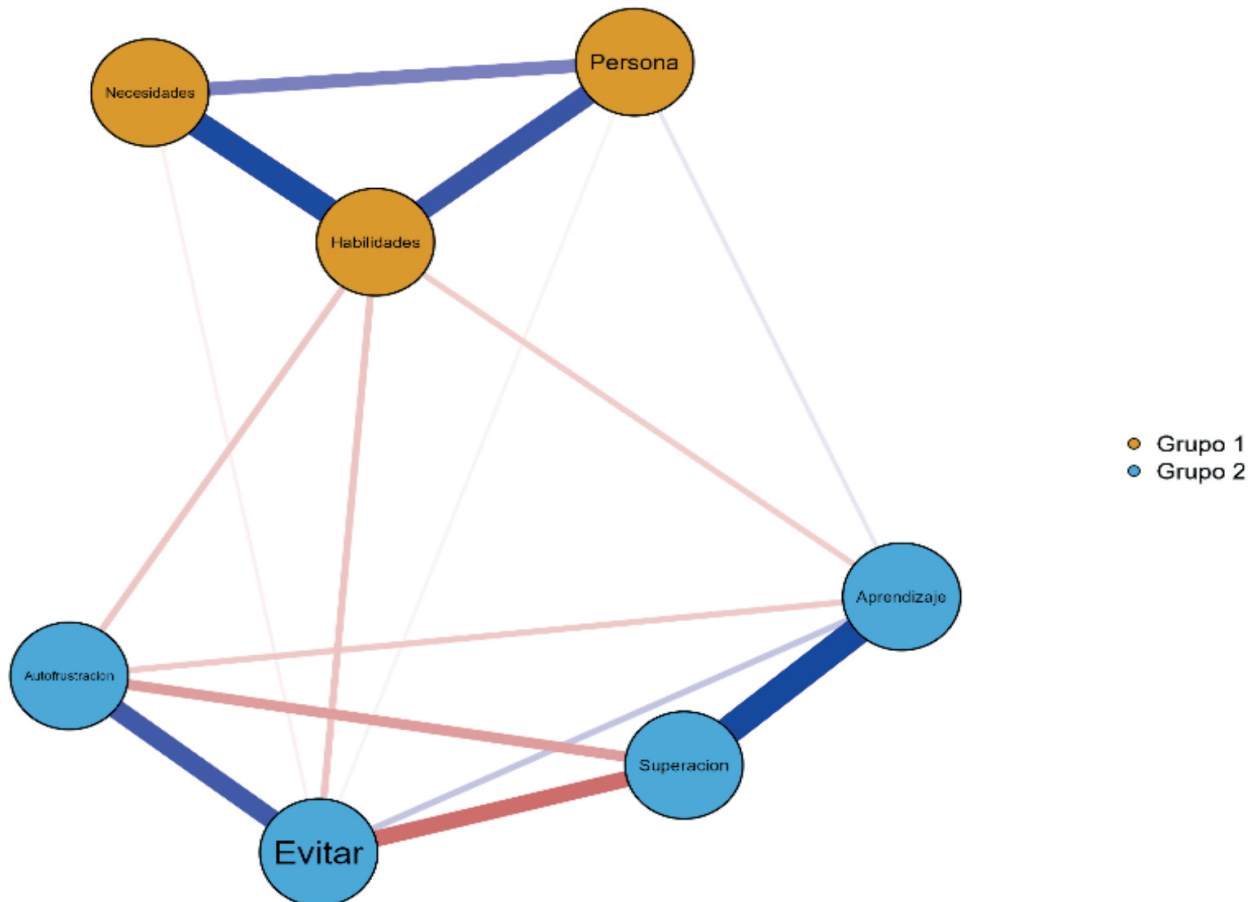 Persona
Necesidades
Habilidades
Grupo 1
Grupo 2
Aprendizaje
Autofrustracion
Superacion
Evitar